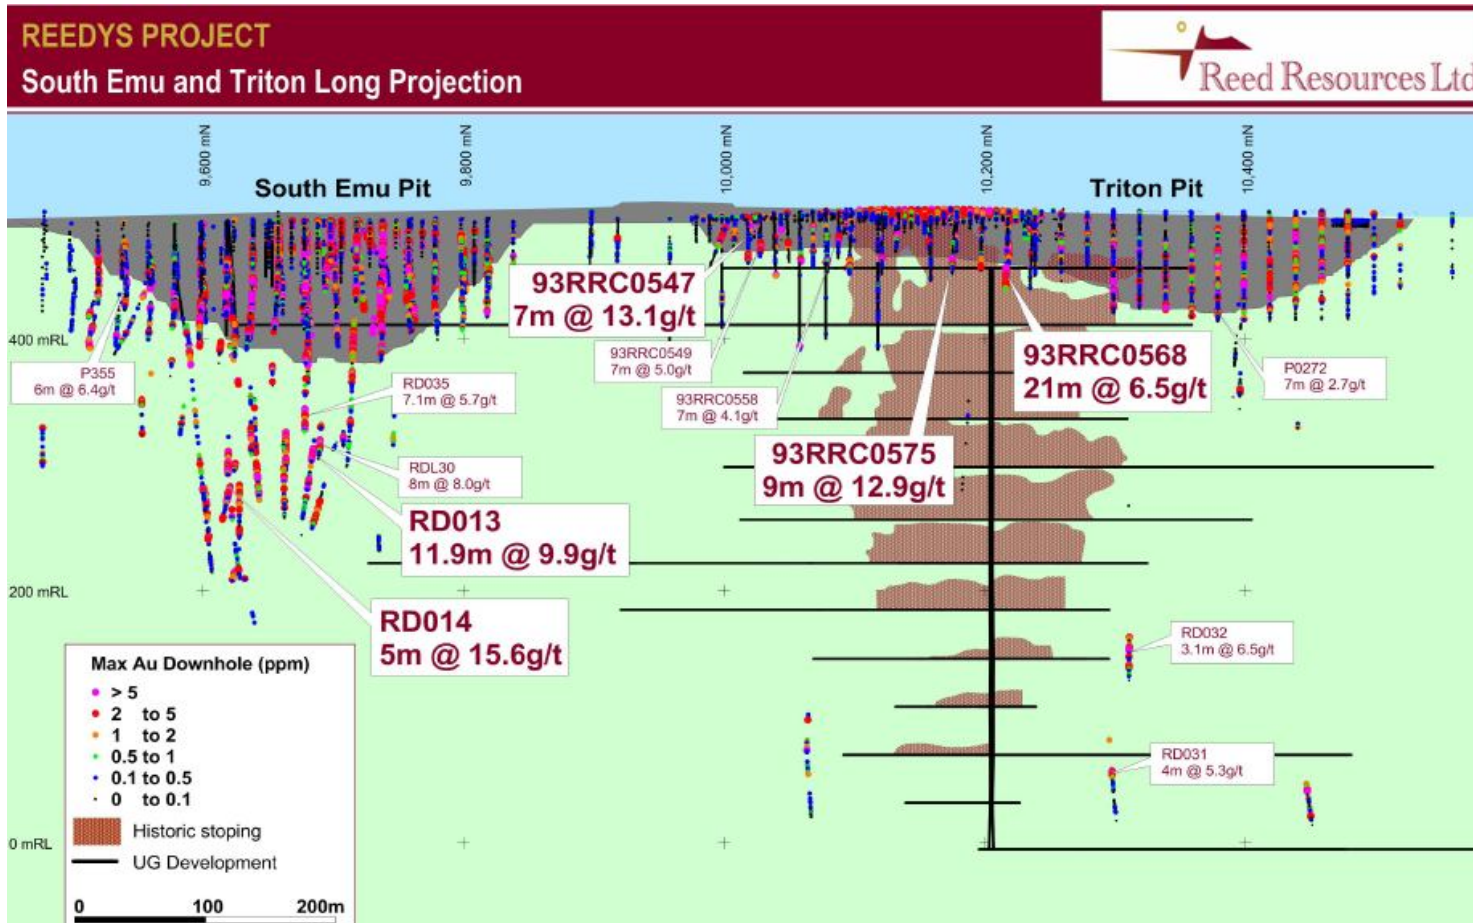 REEDYS PROJECT
South Emu and Triton Long Projection
Reed Resources Ltd
9,600 mN
9,800 mN
10,000 mN
10,200 mN
10,400 mN
South Emu Pit
Triton Pit
93RRC0547
7m @ 13.1g/t
400 mRL
93RRC0549
7m @ 5.0g/t
93RRC0568
21m @ 6.5g/t
P355
6m @ 6.4g/t
P0272
7m @ 2.7g/t
RD035
7.1m @ 5.7g/t
93RRC0558
7m @ 4.1g/t
93RRC0575
9m @ 12.9g/t
RDL30
8m @ 8.0g/t
RD013
11.9m @ 9.9g/t
200 mRL
RD014
5m @ 15.6g/t
RD032
3.1m @ 6.5g/t
Max Au Downhole (ppm)
> 5
2 to 5
1 to 2
0.5 to 1
0.1 to 0.5
0 to 0.1
RD031
4m @ 5.3g/t
Historic stoping
0 mRL
UG Development
0 100 200m